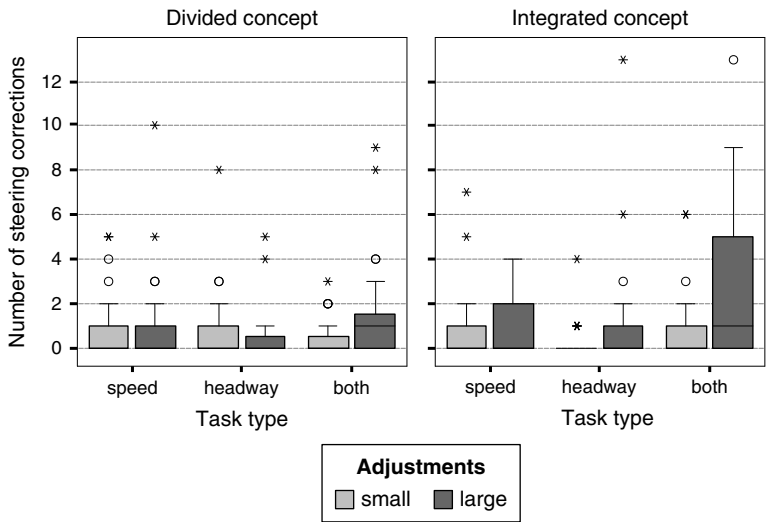 Divided concept
Integrated concept
Number of steering corrections
12
10
8
6
4
2
0
speed headway both
speed headway both
Task type
Task type
Adjustments
small large